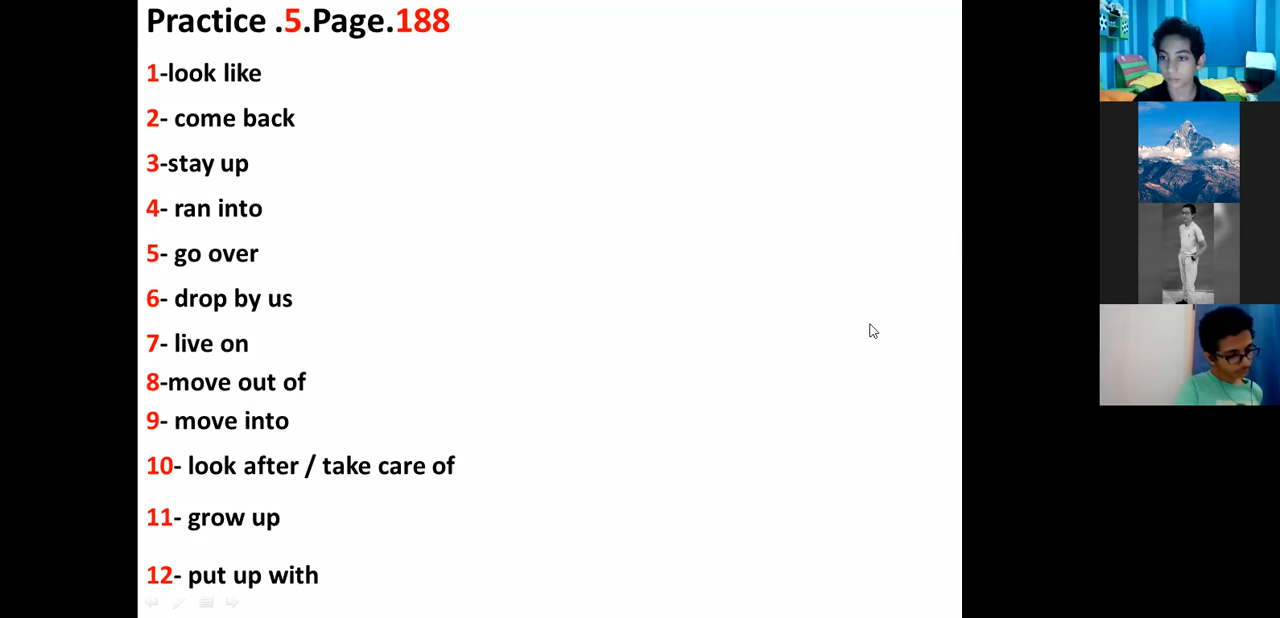 Practice .5.Page.188
1-look like
2- come back
3-stay up
4- ran into
5- go over
6- drop by us
7- live on
8-move out of
9- move into
10- look after / take care of
11- grow up
12- put up with